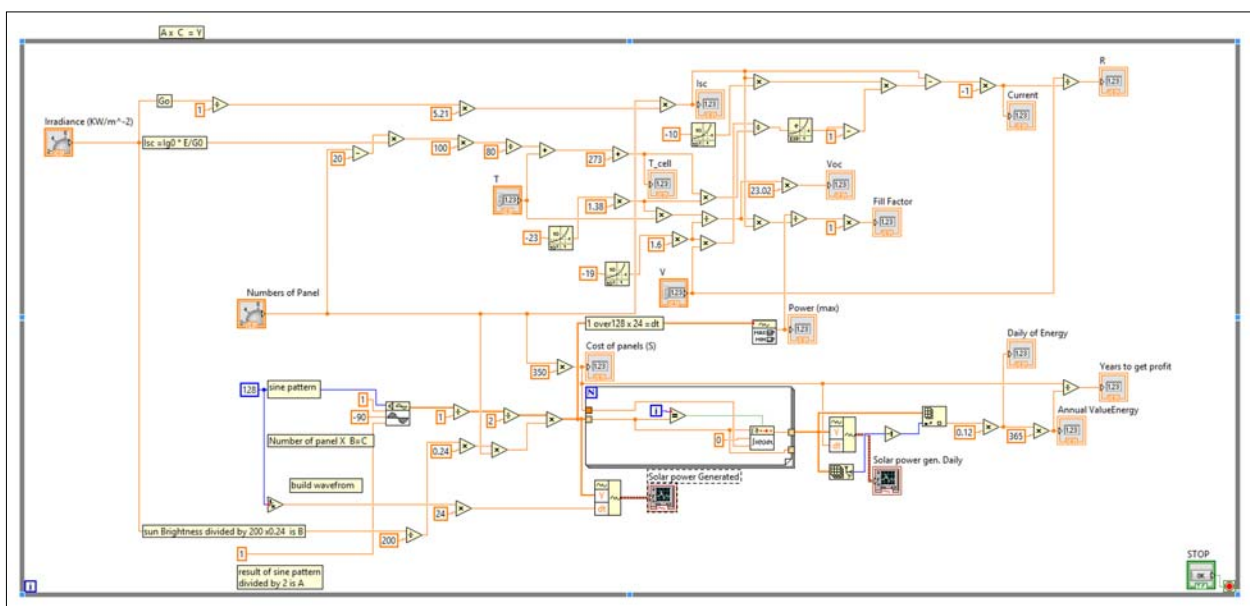 A x C = Y
R
Isc
Go
1
5.21
-1
Current
Irradiance (KW/m^-2)
-10
1
Isc =Ig0 * E/G0
20
100
80
273
T_cell
Voc
T
23.02
1.38
Fill Factor
-23
1.6
1
-19
V
Numbers of Panel
Power (max)
1 over128 x 24 =dt
Daily of Energy
Cost of panels (S)
350
Years to get profit
128
sine pattern
N
1
i
-90
1
2
Annual ValueEnergy
0
0.12
365
Number of panel X B=C
0.24
Solar power gen. Daily
Solar power Generated
build wavefrom
Y
dt
24
sun Brightness divided by 200 x0.24 is B
200
1
STOP
result of sine pattern
divided by 2 is A
OK
i